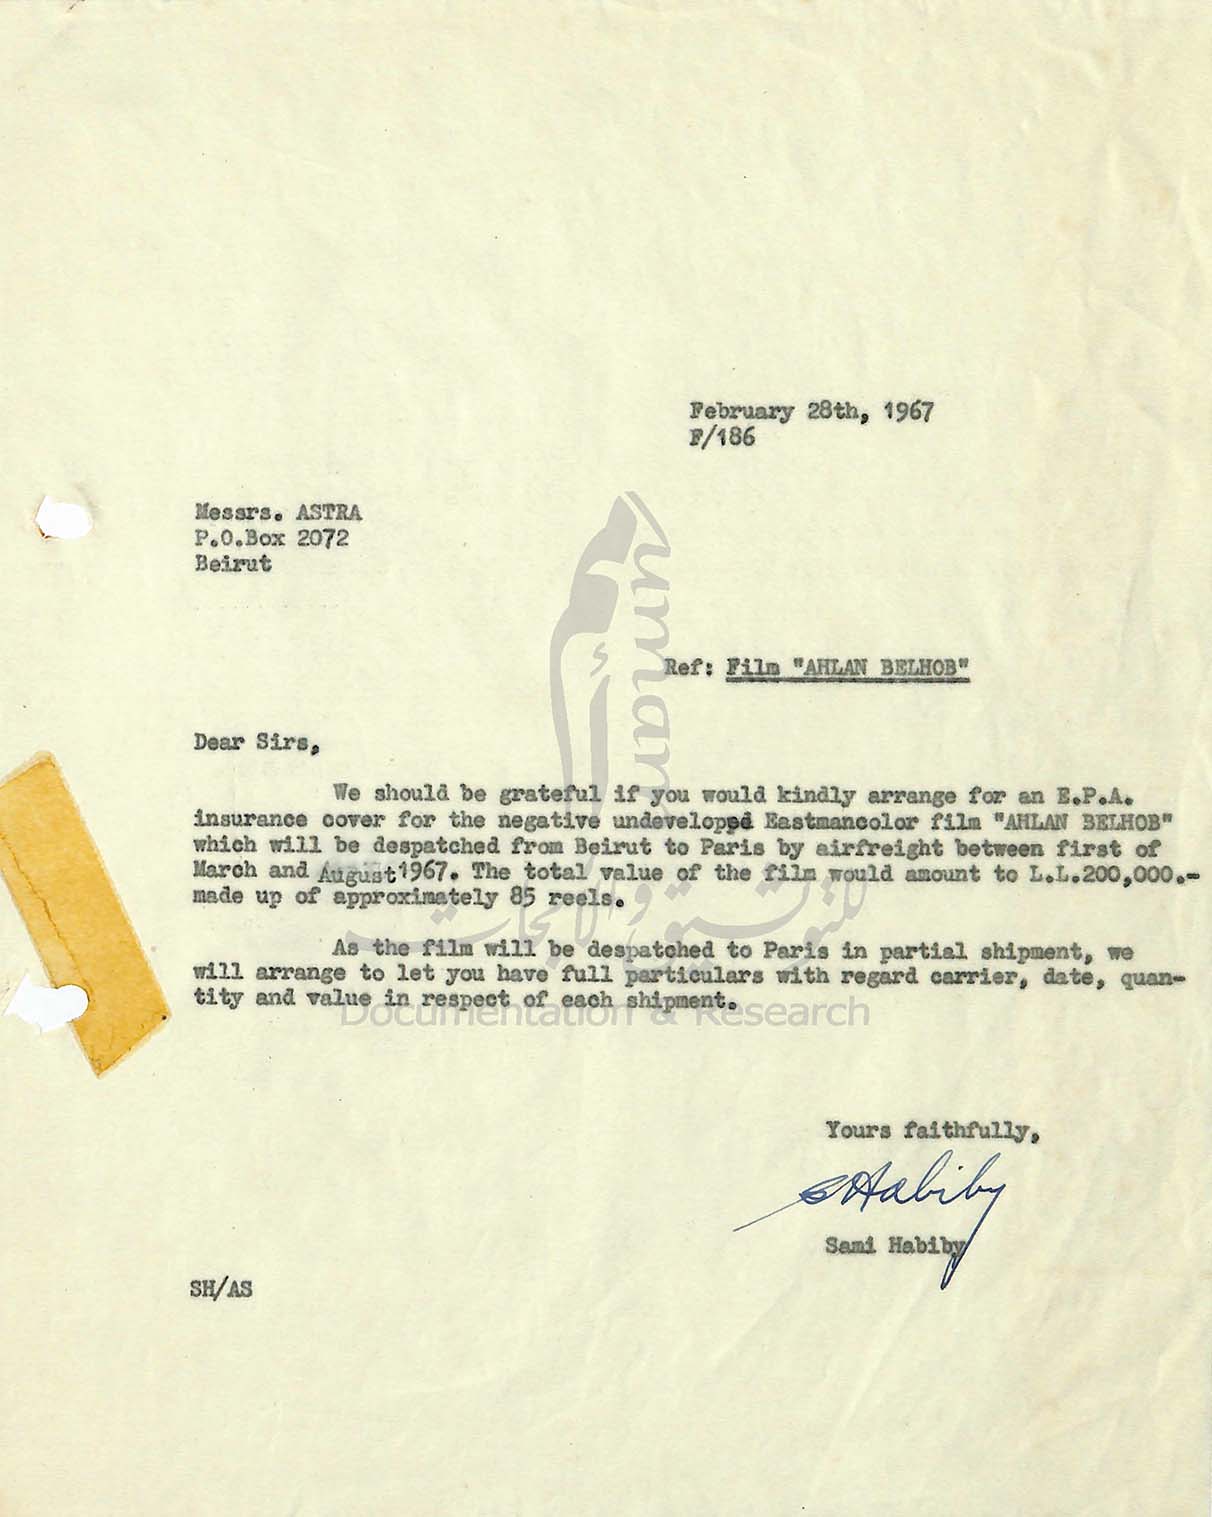 February 28th, 1967
F/186
Messrs. ASTRA
P.O.Box 2072
Beirut
Ref: Film "AHLAN BELHOB"
Dear Sirs,
We should be grateful if you would kindly arrange for an E.P.A.
insurance cover for the negative undeveloped Eastmancolor film "AHLAN BELHOB"
which will be despatched from Beirut to Paris by airfreight between first of
March and August 1967. The total value of the film would amount to L.L.200,000.-
made up of approximately 85 reels.
As the film will be despatched to Paris in partial shipment, we
will arrange to let you have full particulars with regard carrier, date, quan-
tity and value in respect of each shipment.
Yours faithfully,
SHabiby
Sami Habiby
SH/AS
أ
ummar
للتوثيق والأبحاث
Documentation & Research